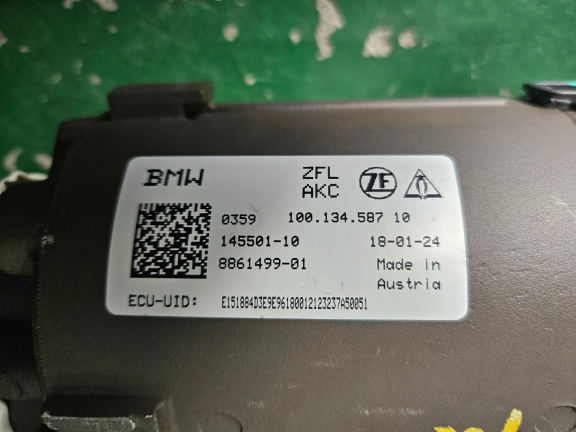 BMW
ZFL
AKC
ZF
0359 100.134.587 10
145501-10 18-01-24
8861499-01 Made in
Austria
ECU-UID: E151884D3E9E96180012123237A50051